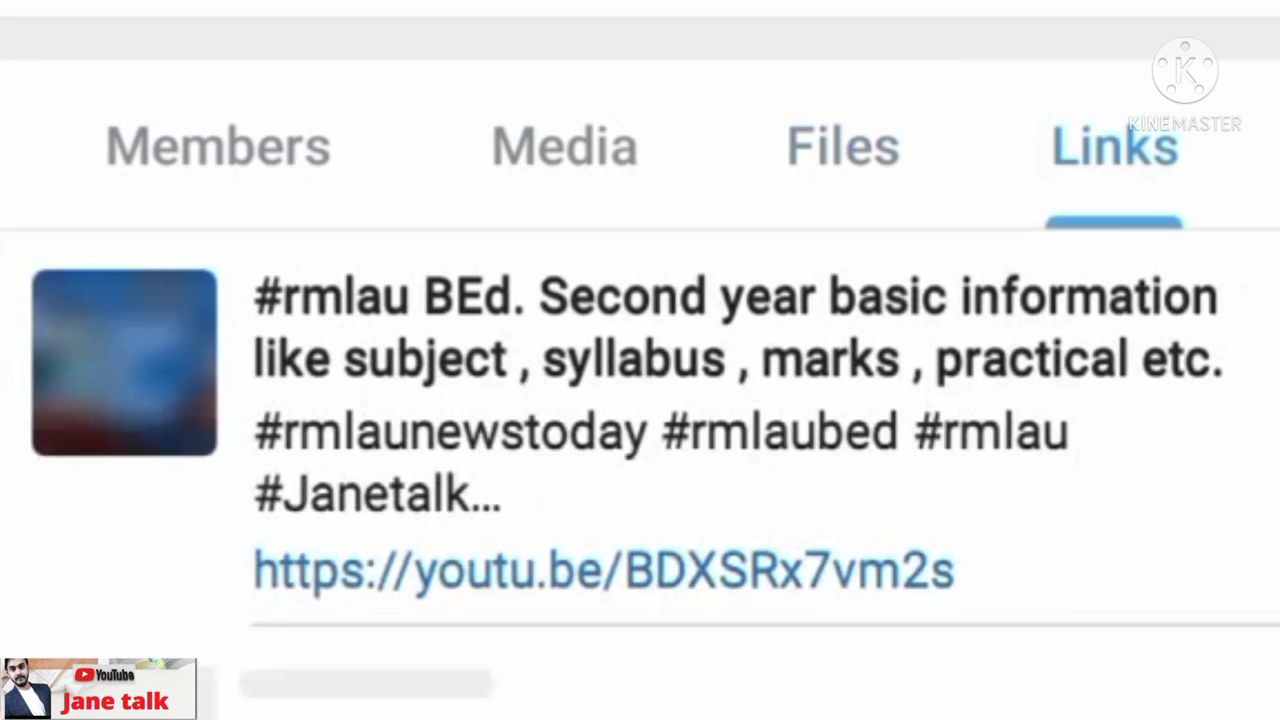 KINEMASTER
Members Media Files Links
#rmlau BEd. Second year basic information
like subject , syllabus , marks , practical etc.
#rmlaunewstoday #rmlaubed #rmlau
#Janetalk...
https://youtu.be/BDXSRx7vm2s
YouTube
Jane talk